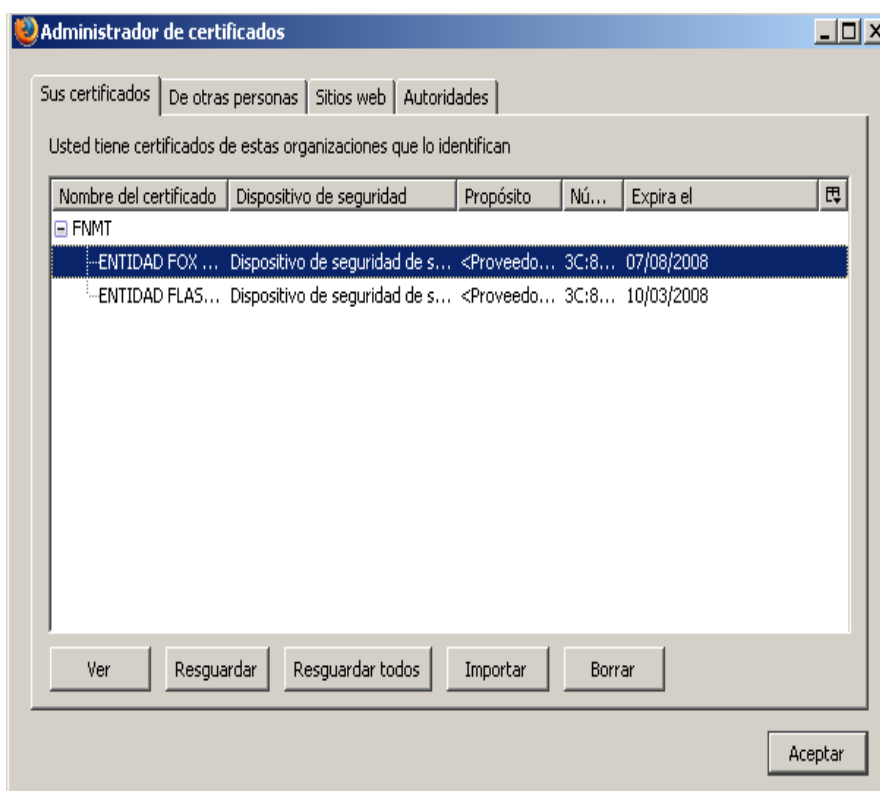 Administrador de certificados
Sus certificados De otras personas Sitios web Autoridades
Usted tiene certificados de estas organizaciones que lo identifican
Nombre del certificado Dispositivo de seguridad Propósito Nú... Expira el
FNMT
ENTIDAD FOX ... Dispositivo de seguridad de s... <Proveedo... 3C:8... 07/08/2008
ENTIDAD FLAS... Dispositivo de seguridad de s... <Proveedo... 3C:8... 10/03/2008
Ver Resguardar Resguardar todos Importar Borrar
Aceptar